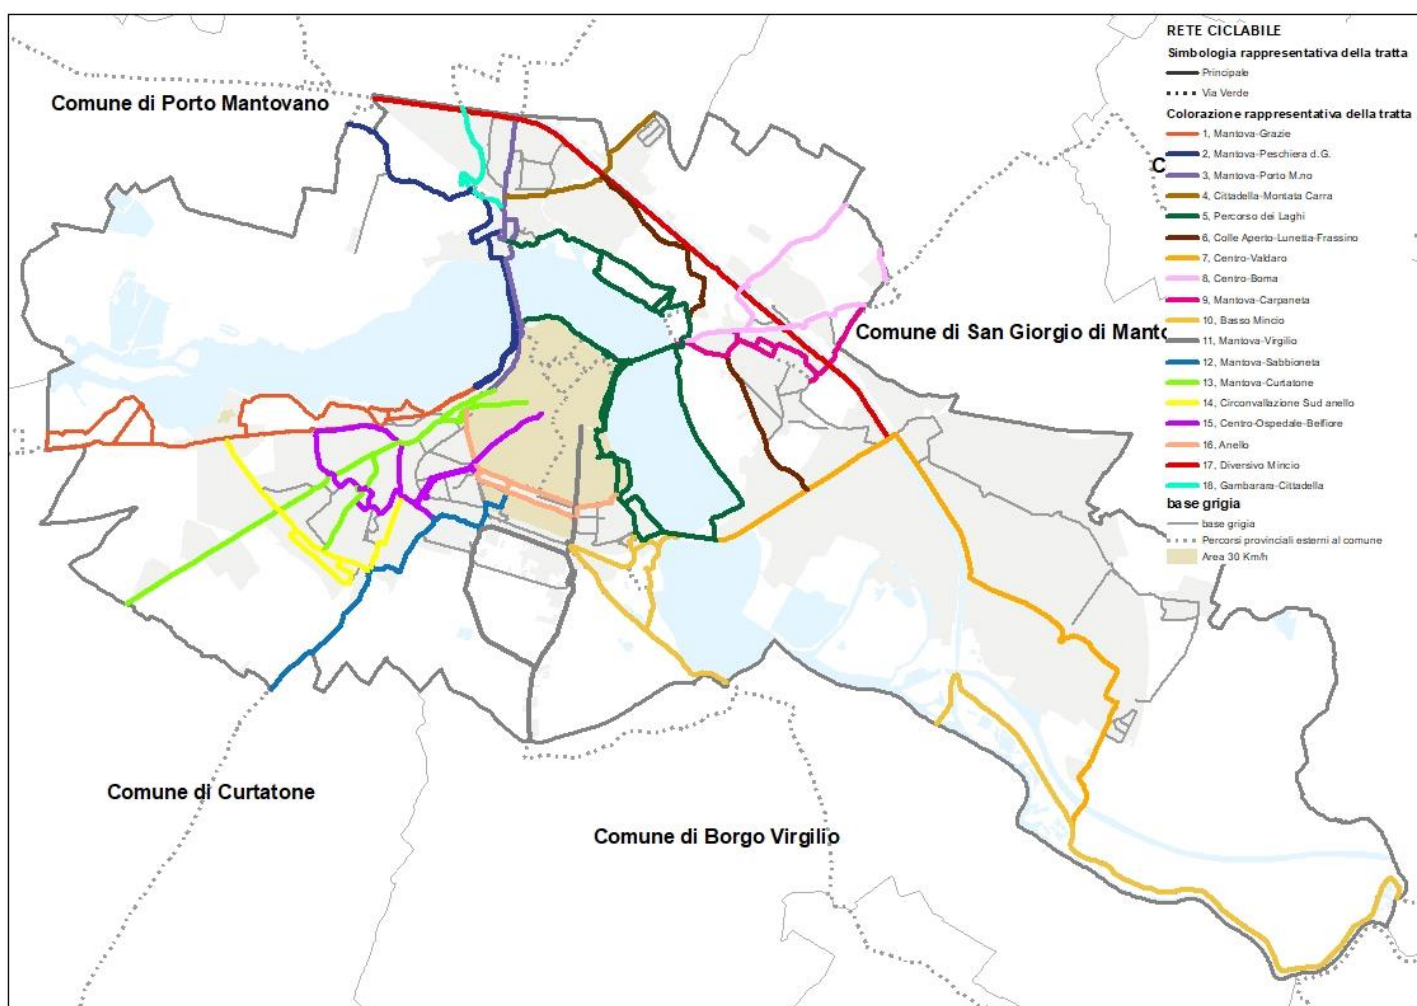 RETE CICLABILE
Simbologia rappresentativa della tratta
Principale
Via Verde
Colorazione rappresentativa della tratta
1, Mantova-Grazie
2, Mantova-Peschiera d.G.
3, Mantova-Porto M.no
4, Cittadella-Montata Carra
5, Percorso dei Laghi
6, Colle Aperto-Lunetta-Frassino
7, Centro-Valdaro
8, Centro-Boma
9, Mantova-Carpaneta
10, Basso Mincio
11, Mantova-Virgilio
12, Mantova-Sabbioneta
13, Mantova-Curtatone
14, Circonvallazione Sud anello
15, Centro-Ospedale-Belfiore
16, Anello
17, Diversivo Mincio
18, Gambarara-Cittadella
base grigia
base grigia
Percorsi provinciali esterni al comune
Area 30 Km/h
Comune di Porto Mantovano
C
Comune di San Giorgio di Manto
Comune di Curtatone
Comune di Borgo Virgilio